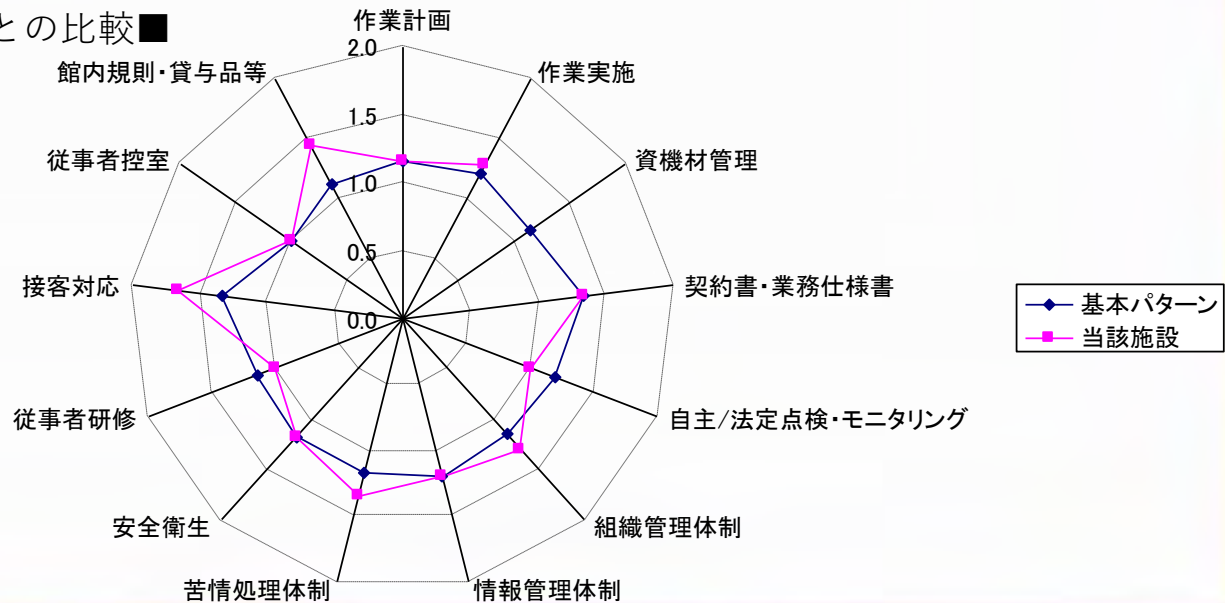 との比較■
作業計画
作業実施
資機材管理
契約書・業務仕様書
自主/法定点検・モニタリング
組織管理体制
情報管理体制
苦情処理体制
安全衛生
従事者研修
接客対応
従事者控室
館内規則・貸与品等
2.0
1.5
1.0
0.5
0.0
基本パターン
当該施設